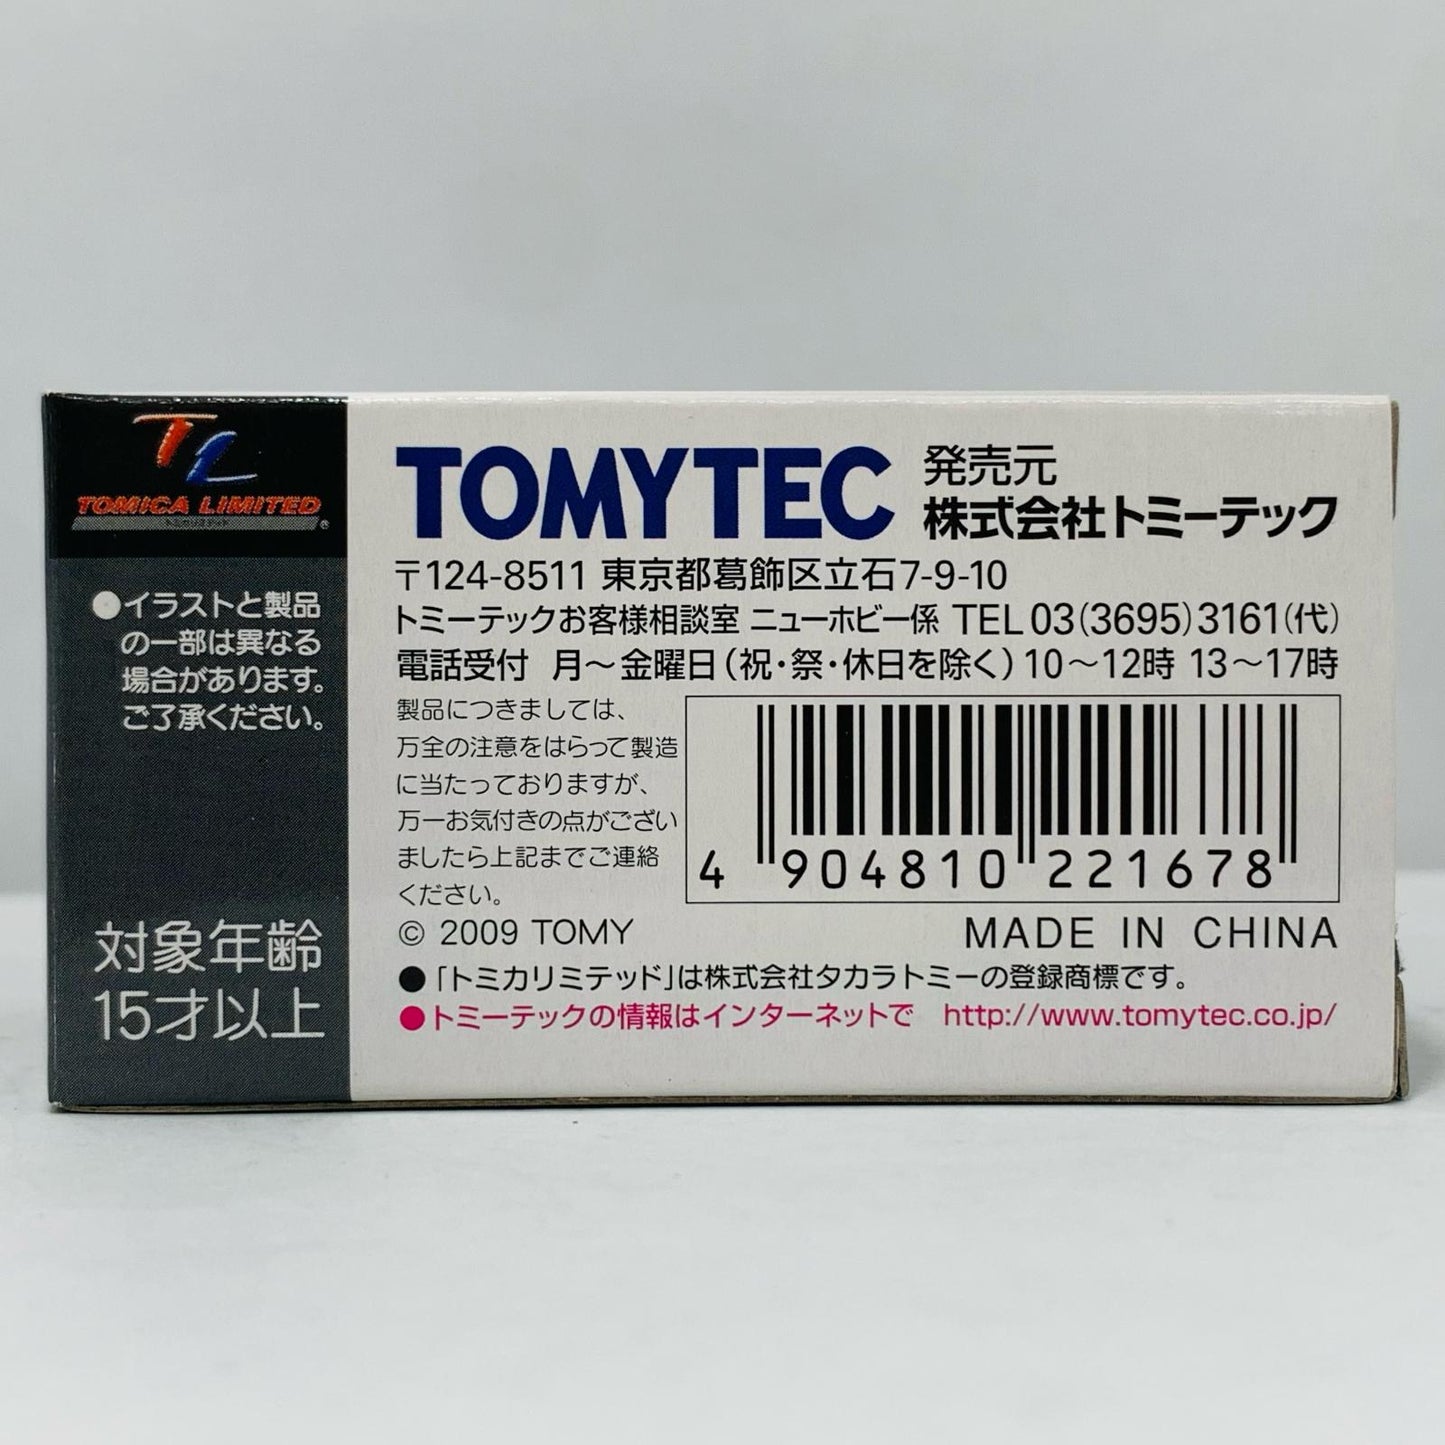 TL
TOMICA LIMITED
トミカリミテッド®
●イラストと製品
の一部は異なる
場合があります。
ご了承ください。
対象年齢
15才以上
TOMYTEC
発売元
株式会社トミーテック
〒124-8511 東京都葛飾区立石7-9-10
トミーテックお客様相談室 ニューホビー係 TEL 03(3695)3161(代)
電話受付 月～金曜日(祝・祭・休日を除く)10～12時 13～17時
製品につきましては、
万全の注意をはらって製造
に当たっておりますが、
万一お気付きの点がござい
ましたら上記までご連絡
ください。
4 904810 221678
© 2009 TOMY
MADE IN CHINA
●「トミカリミテッド」は株式会社タカラトミーの登録商標です。
●トミーテックの情報はインターネットで http://www.tomytec.co.jp/